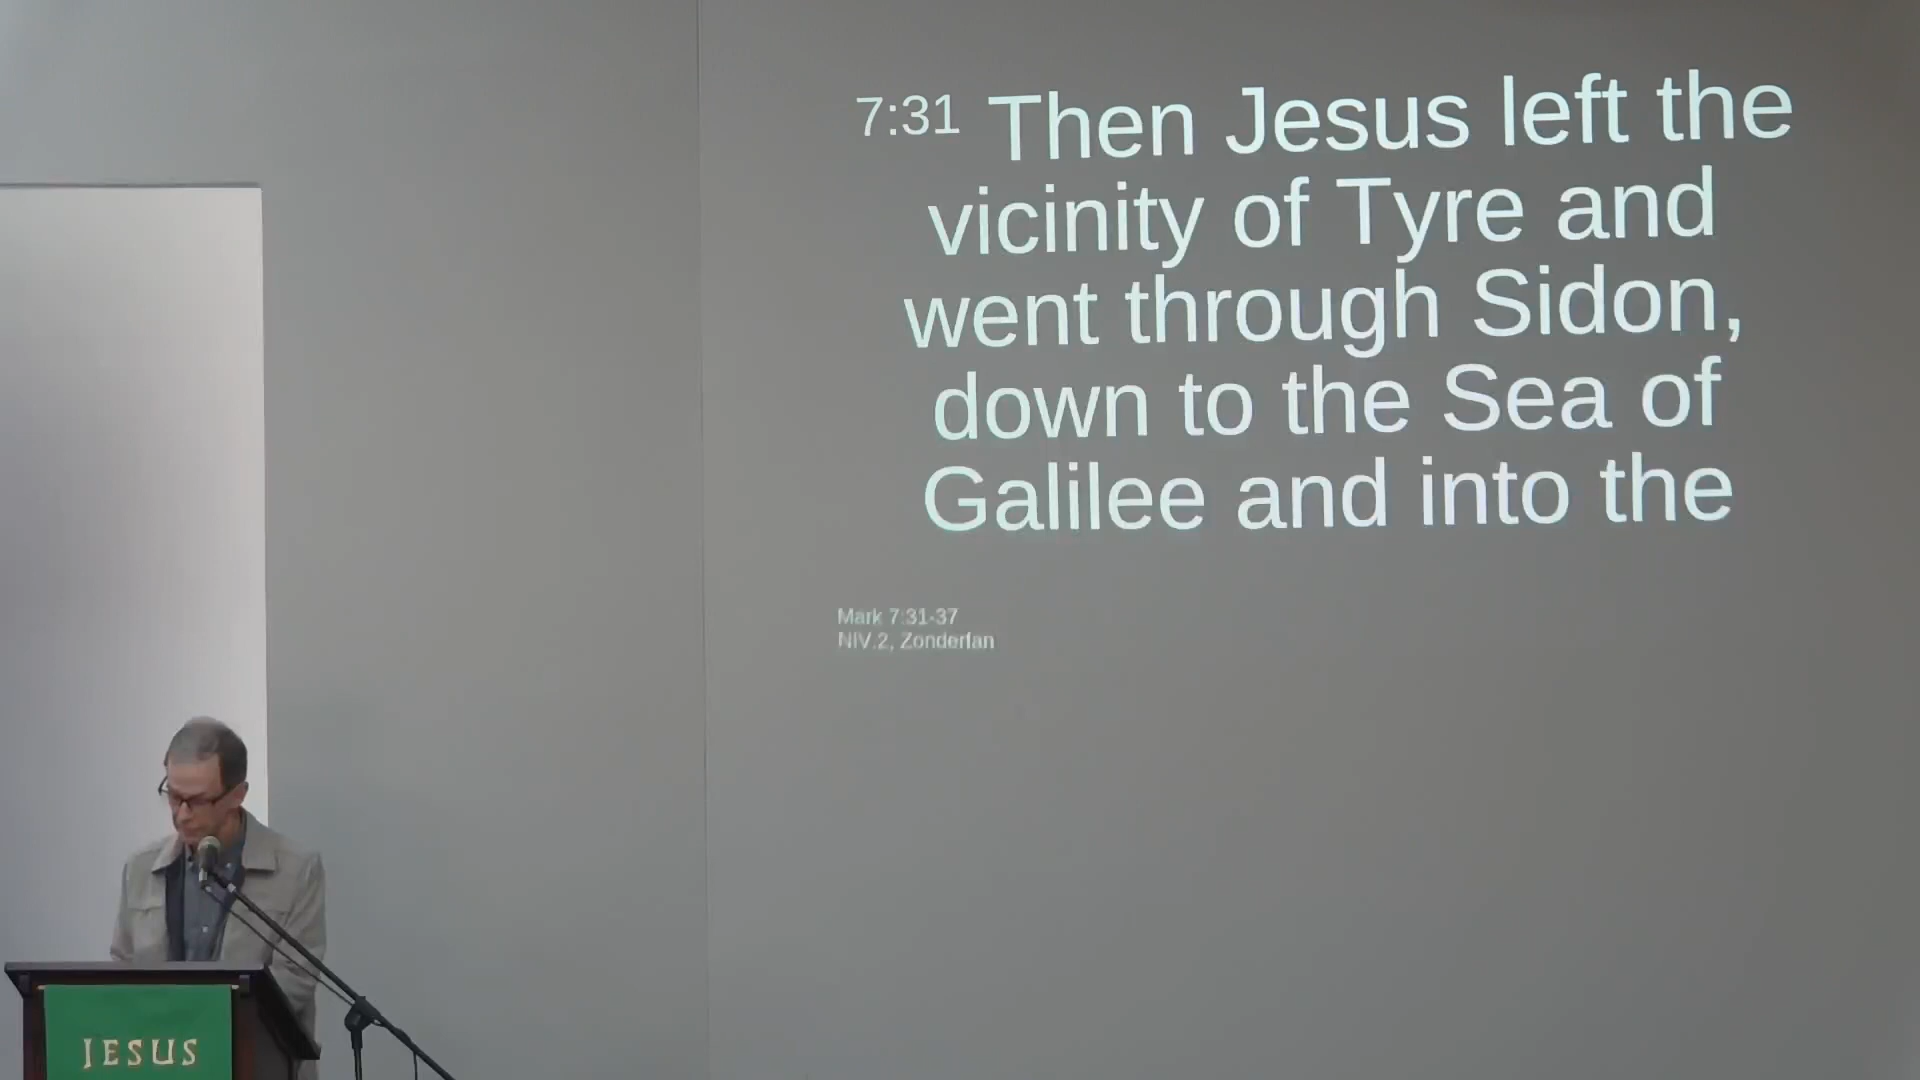 7:31 Then Jesus left the
vicinity of Tyre and
went through Sidon,
down to the Sea of
Galilee and into the
Mark 7:31-37
NIV.2, Zonderfan
JESUS